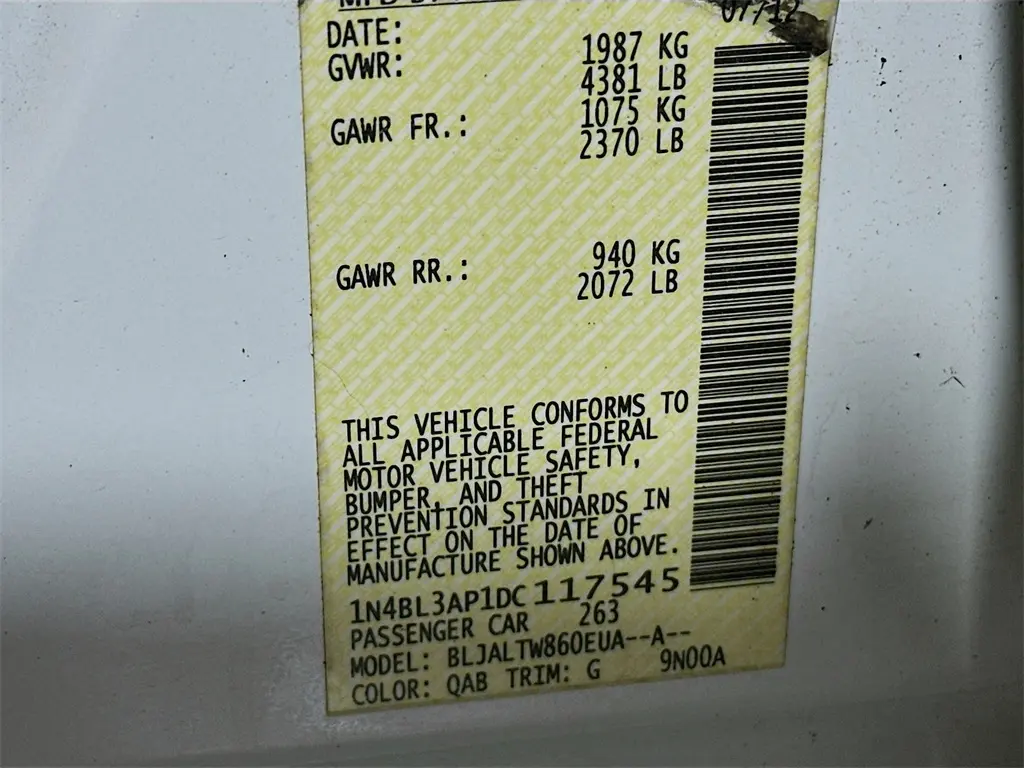 DATE: 07/12
GVWR: 1987 KG
4381 LB
GAWR FR.: 1075 KG
2370 LB
GAWR RR.: 940 KG
2072 LB
THIS VEHICLE CONFORMS TO
ALL APPLICABLE FEDERAL
MOTOR VEHICLE SAFETY,
BUMPER, AND THEFT
PREVENTION STANDARDS IN
EFFECT ON THE DATE OF
MANUFACTURE SHOWN ABOVE.
1N4BL3AP1DC117545
PASSENGER CAR 263
MODEL: BLJALTW860EUA--A--
COLOR: QAB TRIM: G 9N00A